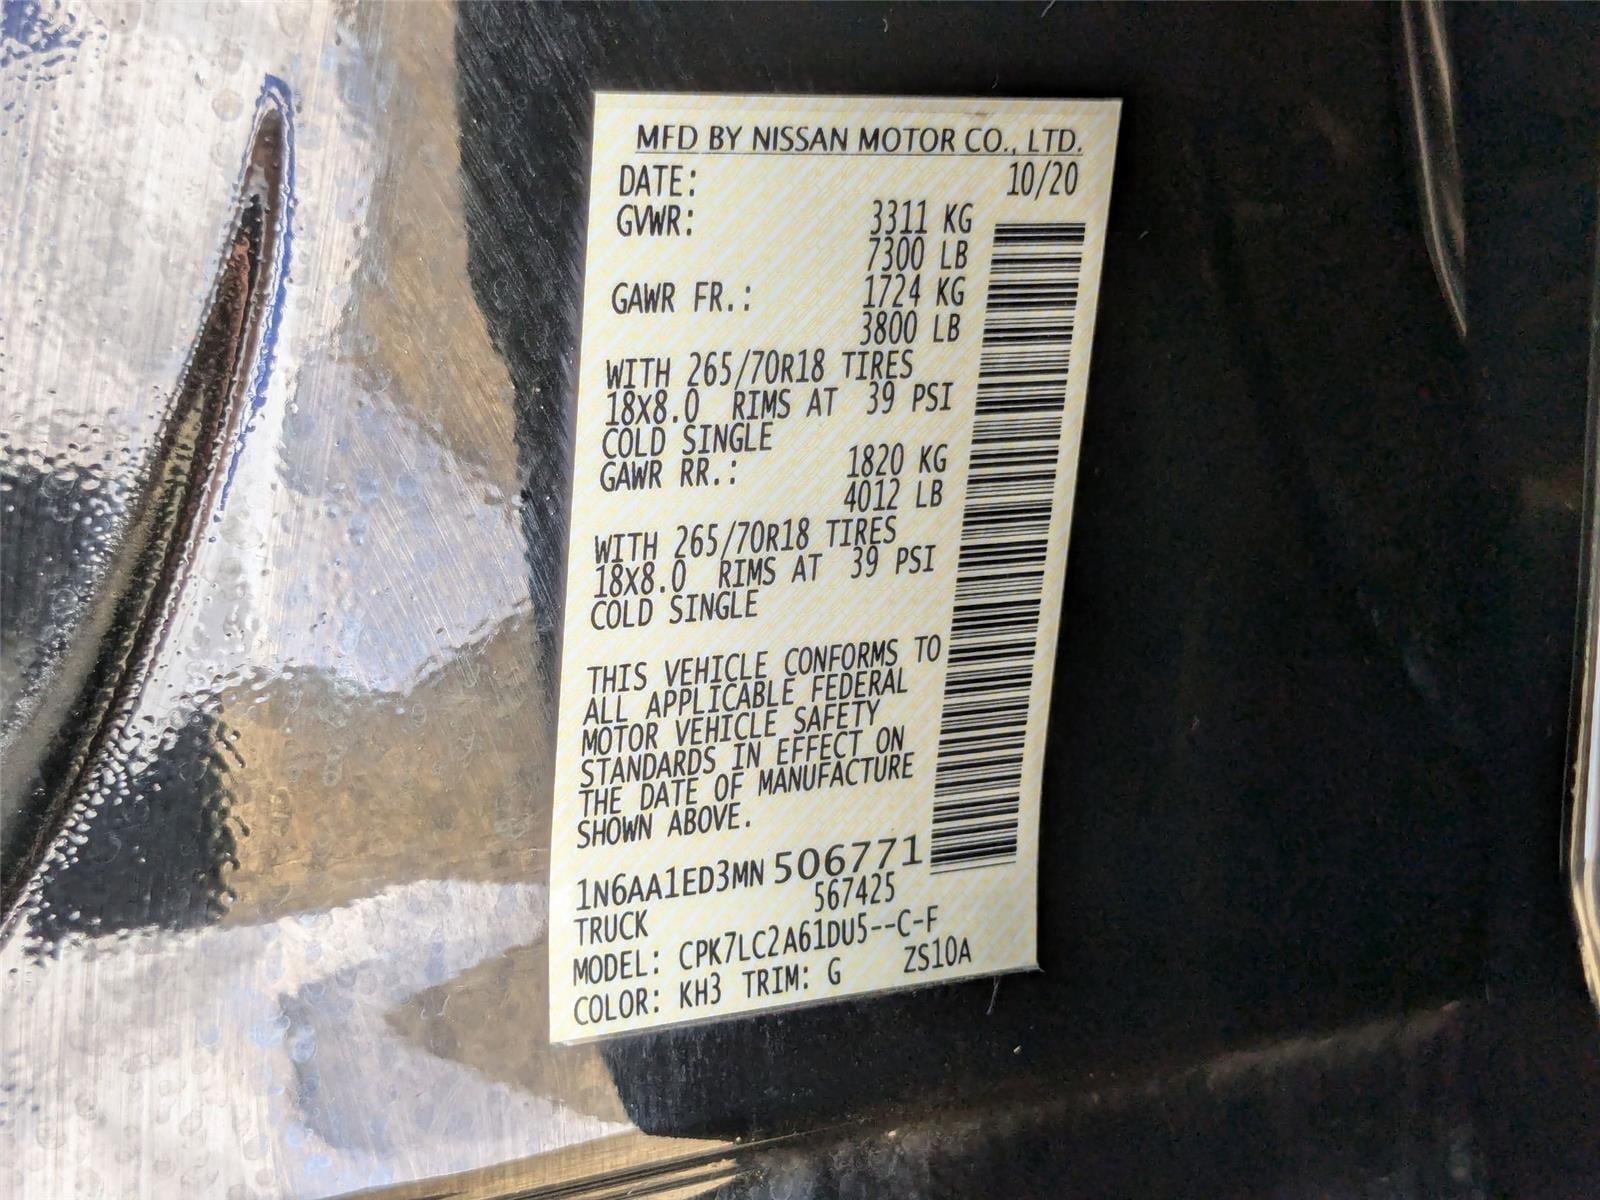 MFD BY NISSAN MOTOR CO., LTD.
DATE: 10/20
GVWR: 3311 KG
7300 LB
GAWR FR.: 1724 KG
3800 LB
WITH 265/70R18 TIRES
18X8.0 RIMS AT 39 PSI
COLD SINGLE
GAWR RR.: 1820 KG
4012 LB
WITH 265/70R18 TIRES
18X8.0 RIMS AT 39 PSI
COLD SINGLE
THIS VEHICLE CONFORMS TO
ALL APPLICABLE FEDERAL
MOTOR VEHICLE SAFETY
STANDARDS IN EFFECT ON
THE DATE OF MANUFACTURE
SHOWN ABOVE.
1N6AA1ED3MN 506771
567425
TRUCK
MODEL: CPK7LC2A61DU5--C-F
COLOR: KH3 TRIM: G ZS10A